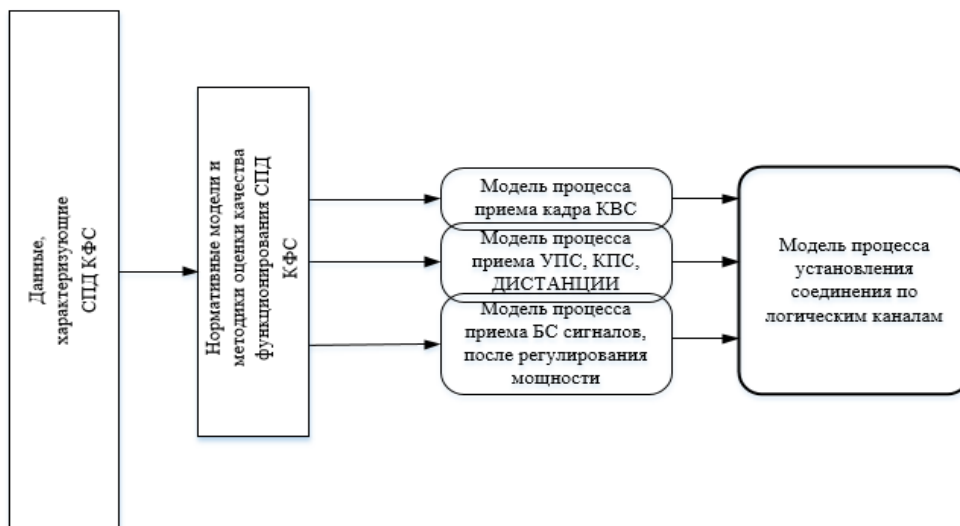 Данные,
характеризующие
СПД КФС
Нормативные модели и
методики оценки качества
функционирования СПД
КФС
Модель процесса
приема кадра КВС
Модель процесса
приема УПС, КПС,
ДИСТАНЦИИ
Модель процесса
приема БС сигналов,
после регулирования
мощности
Модель процесса
установления
соединения по
логическим каналам